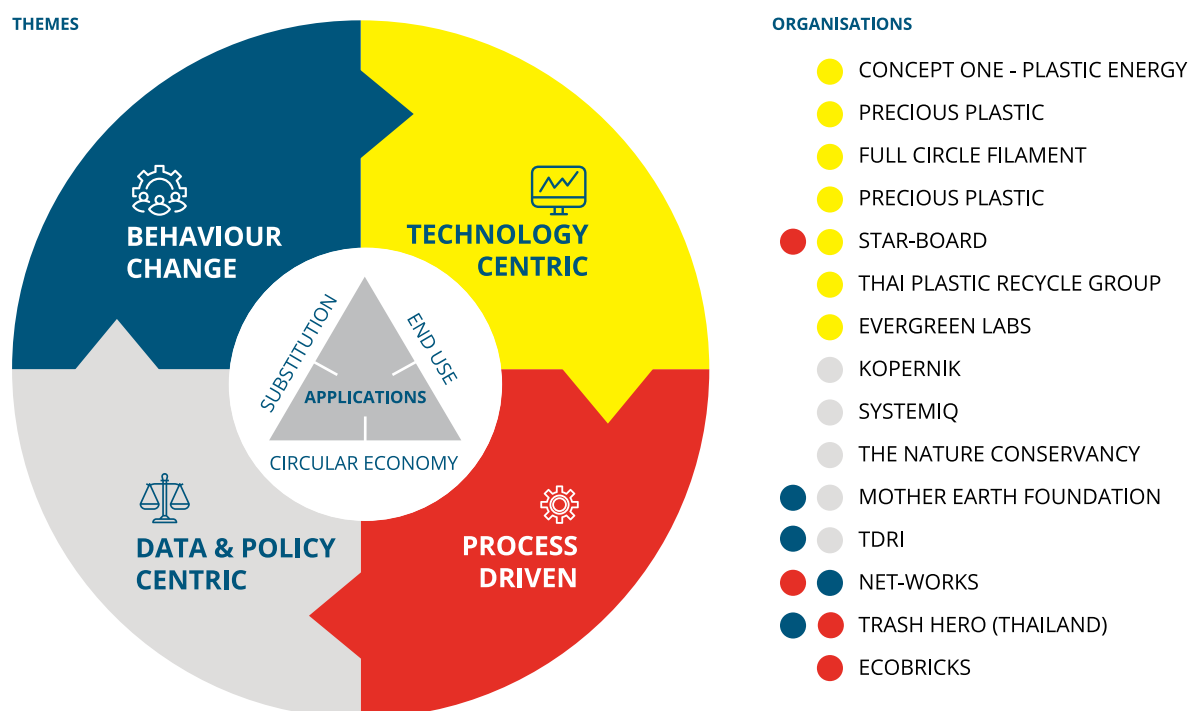 THEMES
BEHAVIOUR
CHANGE
TECHNOLOGY
CENTRIC
SUBSTITUTION
END USE
APPLICATIONS
CIRCULAR ECONOMY
DATA & POLICY
CENTRIC
PROCESS
DRIVEN
ORGANISATIONS
CONCEPT ONE - PLASTIC ENERGY
PRECIOUS PLASTIC
FULL CIRCLE FILAMENT
PRECIOUS PLASTIC
STAR-BOARD
THAI PLASTIC RECYCLE GROUP
EVERGREEN LABS
KOPERNIK
SYSTEMIQ
THE NATURE CONSERVANCY
MOTHER EARTH FOUNDATION
TDRI
NET-WORKS
TRASH HERO (THAILAND)
ECOBRICKS